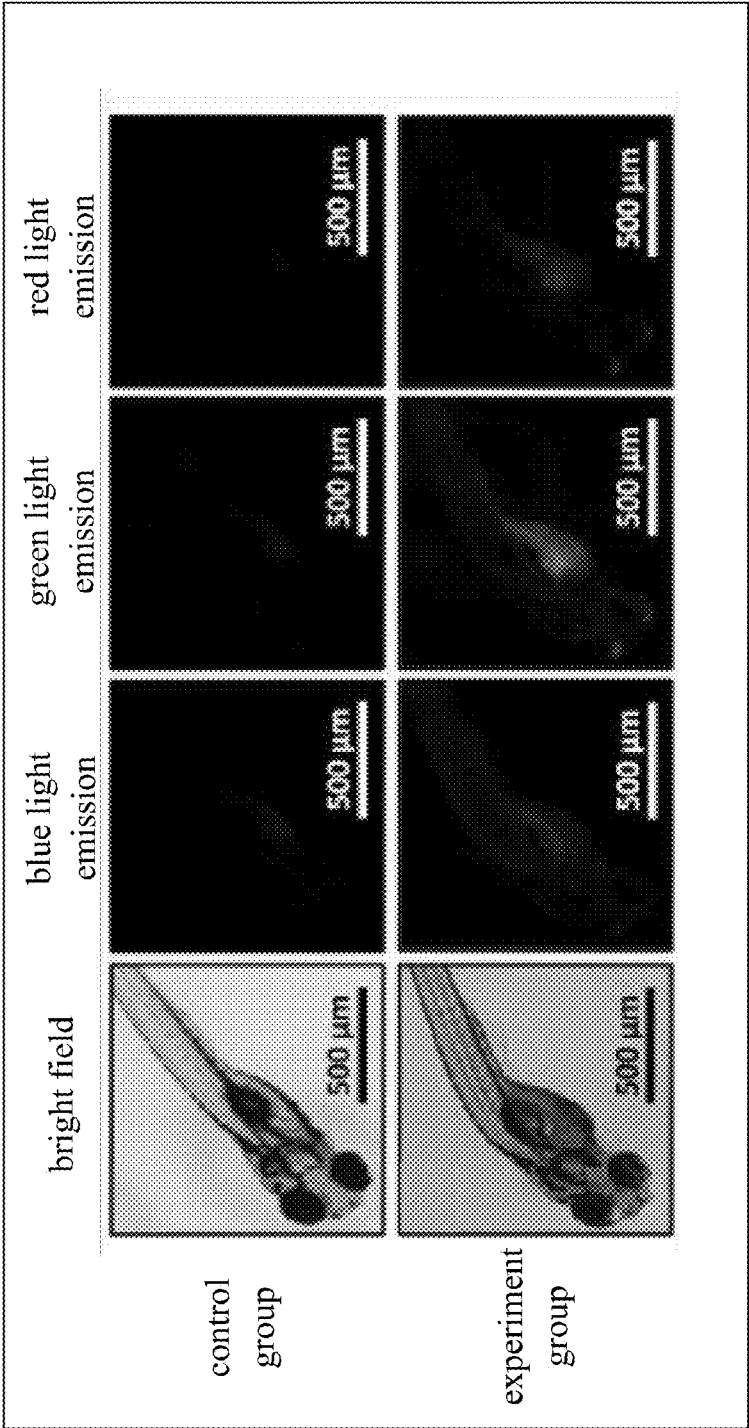 bright field
blue light
emission
green light
emission
red light
emission
control
group
500 µm
500 µm
500 µm
500 µm
experiment
group
500 µm
500 µm
500 µm
500 µm